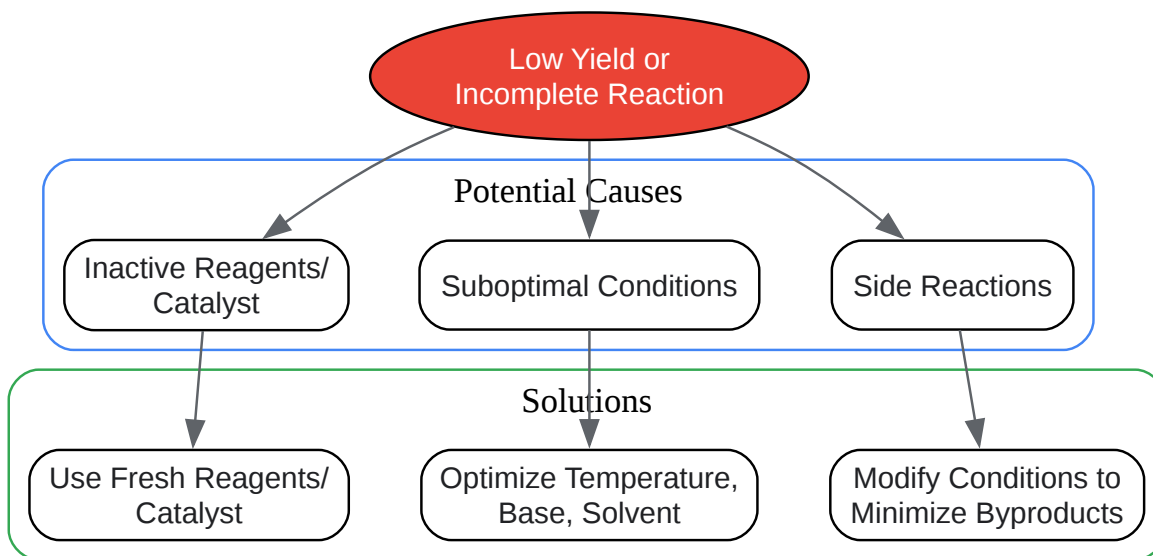 Low Yield or
Incomplete Reaction
Potential Causes
Inactive Reagents/
Catalyst
Suboptimal Conditions
Side Reactions
Solutions
Use Fresh Reagents/
Catalyst
Optimize Temperature,
Base, Solvent
Modify Conditions to
Minimize Byproducts